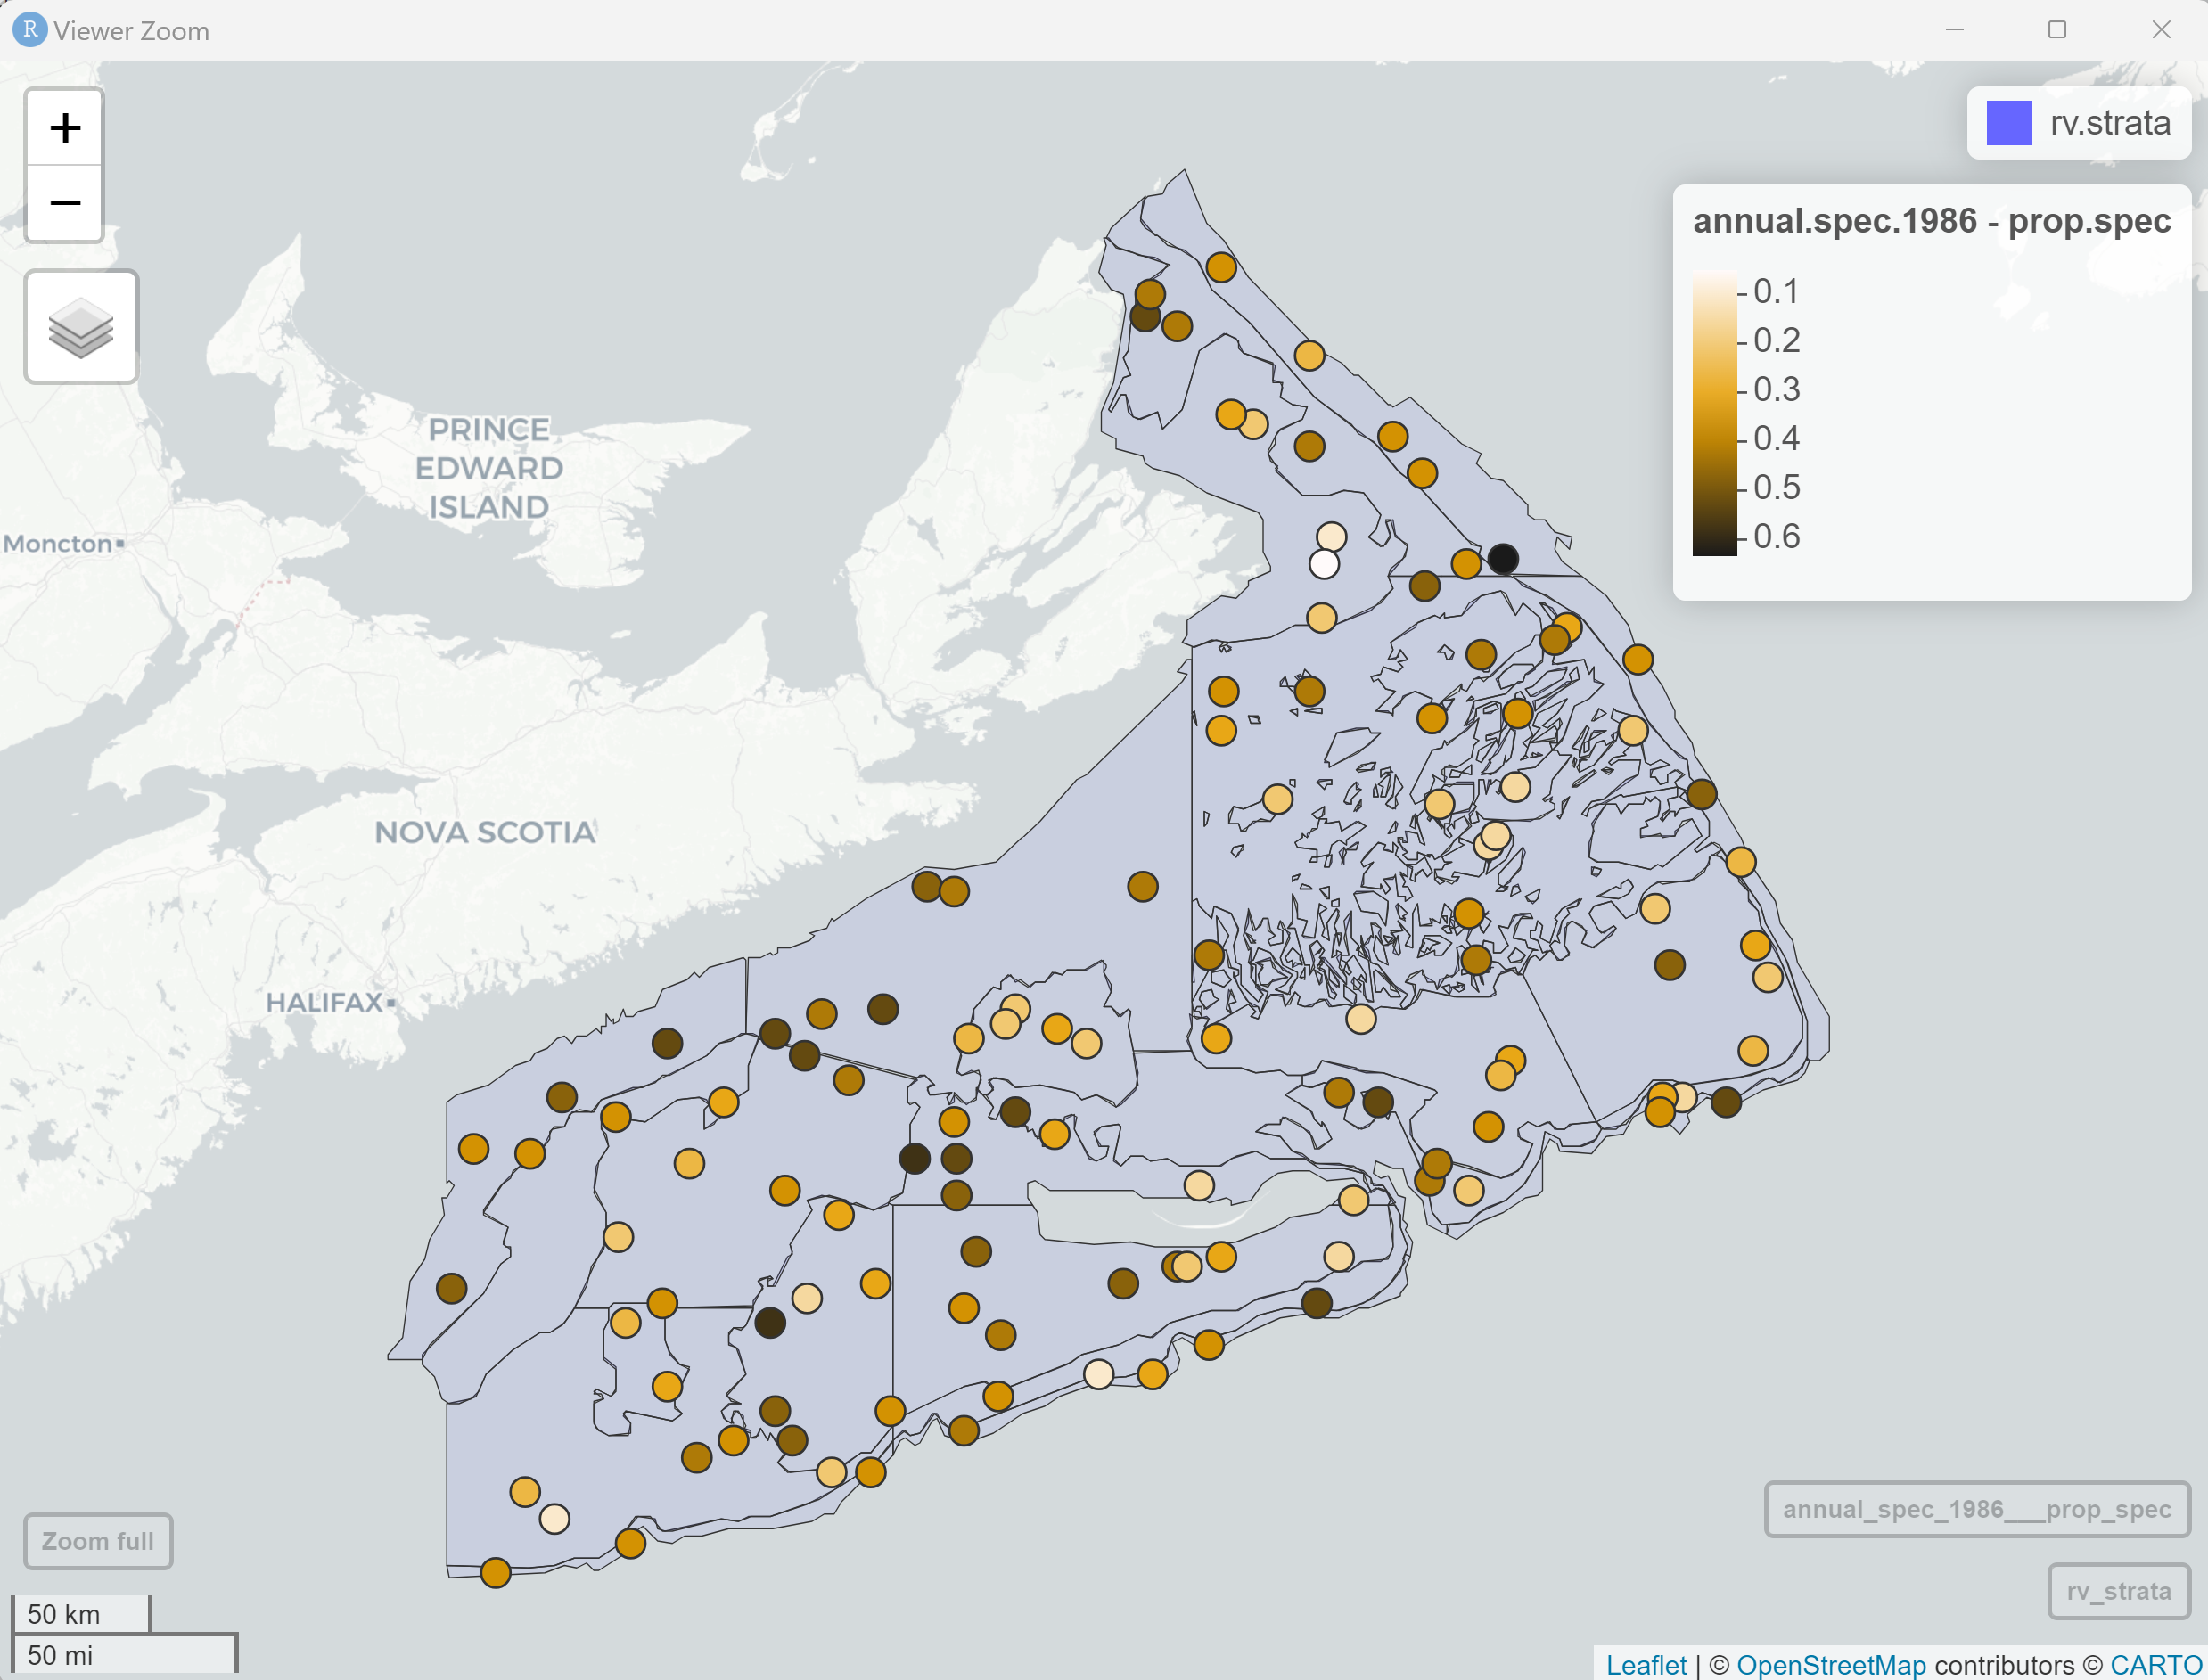 R Viewer Zoom
+
−
rv.strata
annual.spec.1986 - prop.spec
0.1
0.2
0.3
0.4
0.5
0.6
PRINCE
EDWARD
ISLAND
Moncton
NOVA SCOTIA
HALIFAX
annual_spec_1986___prop_spec
Zoom full
rv_strata
50 km
50 mi
Leaflet | © OpenStreetMap contributors © CARTO